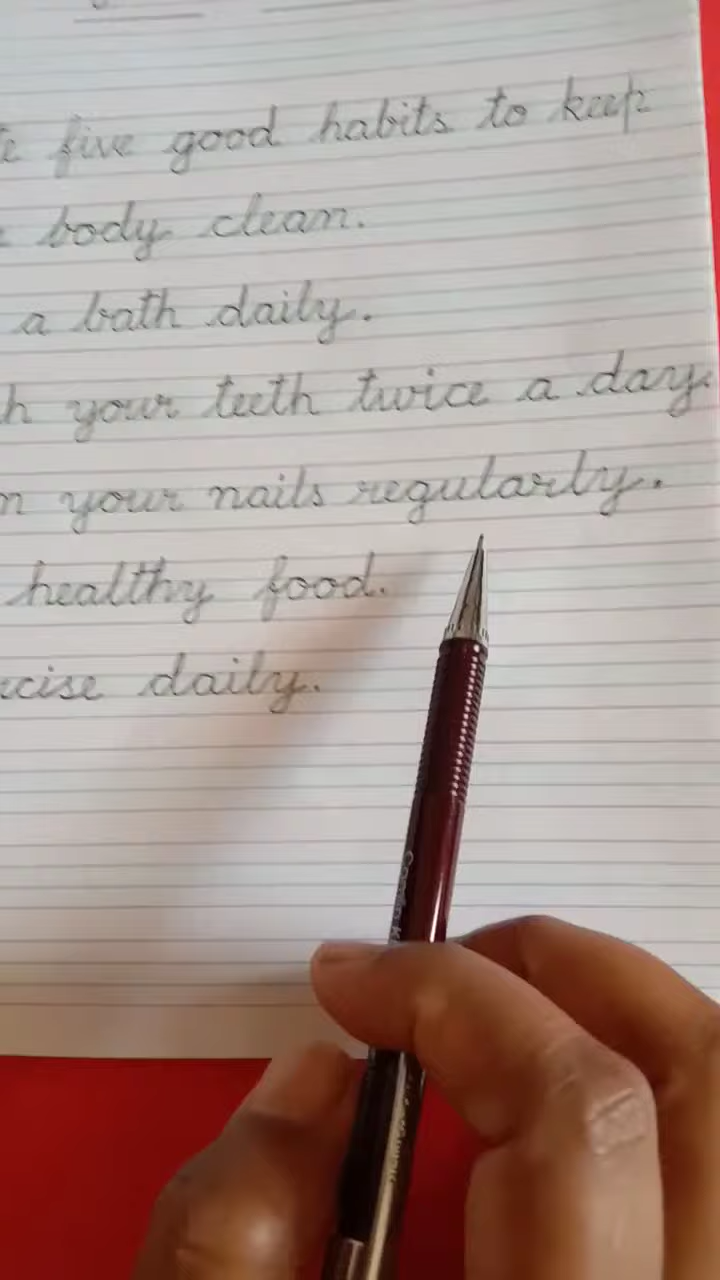 five good habits to keep
body clean.
a bath daily.
h your teeth twice a day.
n your nails regularly.
healthy food.
cise daily.